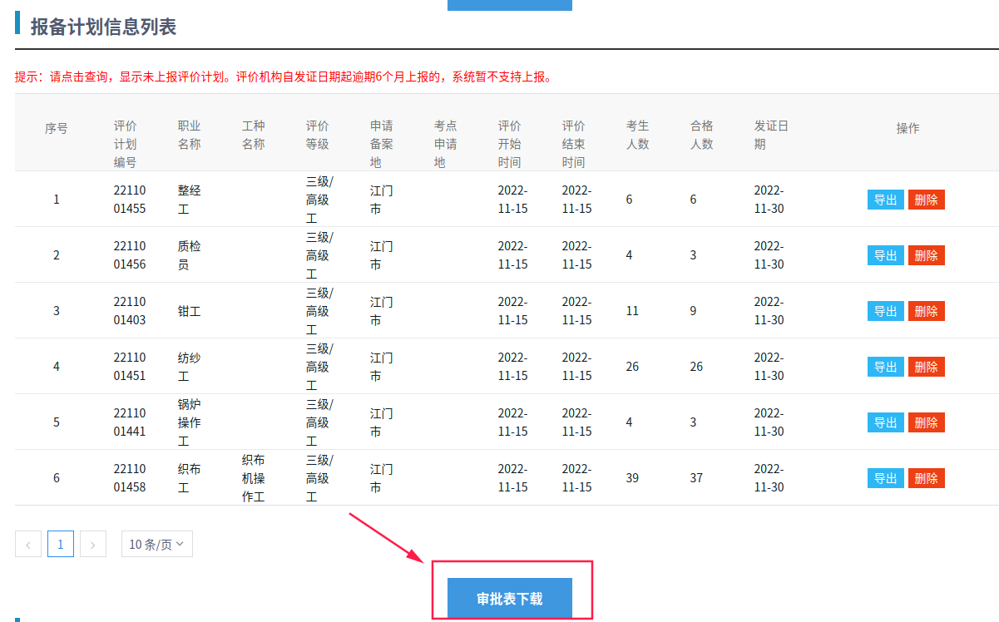 报备计划信息列表
提示：请点击查询，显示未上报评价计划。评价机构自发证日期起逾期6个月上报的，系统暂不支持上报。
序号 评价计划编号 职业名称 工种名称 评价等级 申请备案地 考点申请地 评价开始时间 评价结束时间 考生人数 合格人数 发证日期 操作
1 2211001455 整经工 三级/高级工 江门市 2022-11-15 2022-11-15 6 6 2022-11-30 导出 删除
2 2211001456 质检员 三级/高级工 江门市 2022-11-15 2022-11-15 4 3 2022-11-30 导出 删除
3 2211001403 钳工 三级/高级工 江门市 2022-11-15 2022-11-15 11 9 2022-11-30 导出 删除
4 2211001451 纺纱工 三级/高级工 江门市 2022-11-15 2022-11-15 26 26 2022-11-30 导出 删除
5 2211001441 锅炉操作工 三级/高级工 江门市 2022-11-15 2022-11-15 4 3 2022-11-30 导出 删除
6 2211001458 织布工 织布机操作工 三级/高级工 江门市 2022-11-15 2022-11-15 39 37 2022-11-30 导出 删除
< 1 > 10 条/页
审批表下载